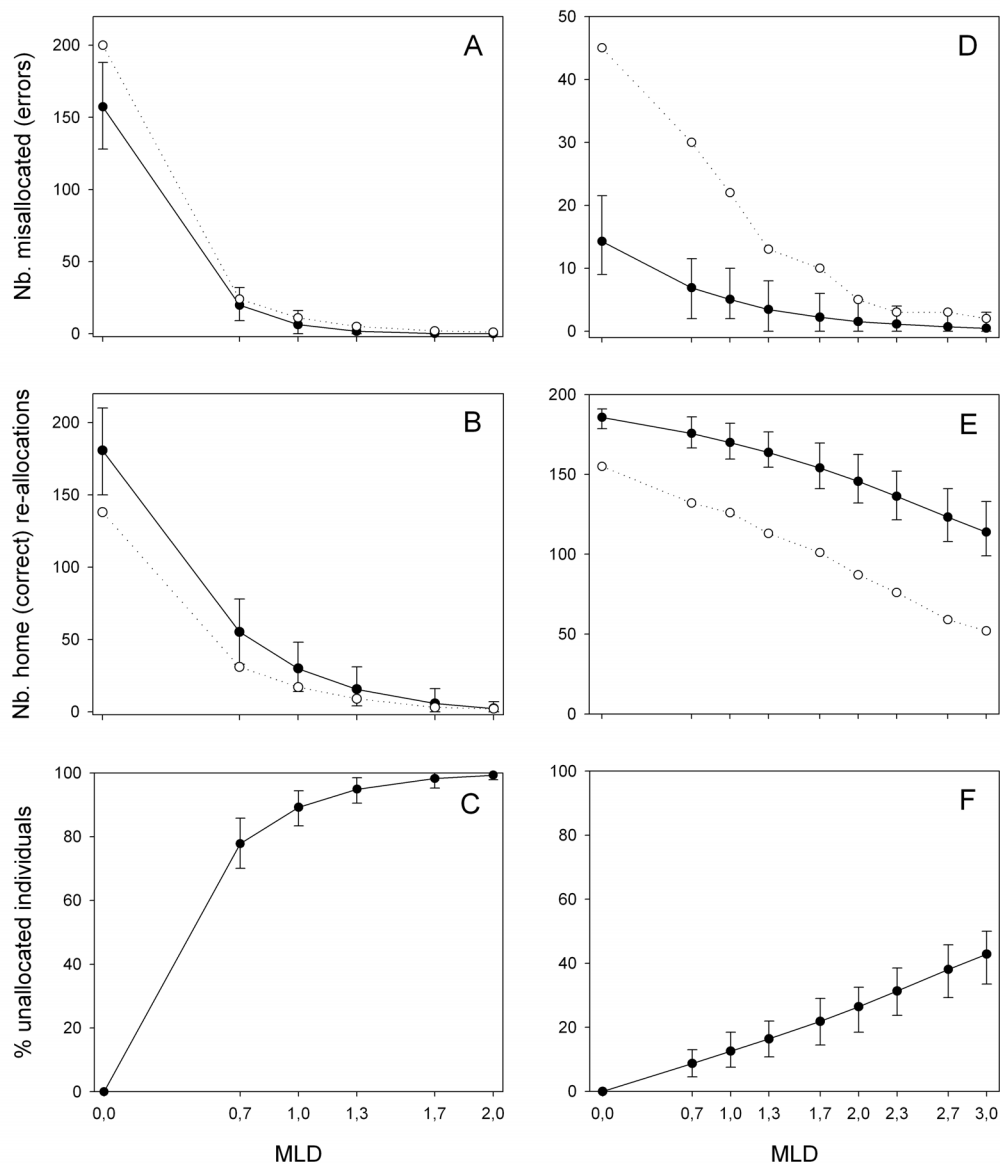 Nb. misallocated (errors)
200
150
100
50
0
A
50
40
30
20
10
0
D
Nb. home (correct) re-allocations
200
150
100
50
0
B
200
150
100
50
0
E
% unallocated individuals
100
80
60
40
20
0
C
100
80
60
40
20
0
F
0,0 0,7 1,0 1,3 1,7 2,0
0,0 0,7 1,0 1,3 1,7 2,0 2,3 2,7 3,0
MLD
MLD